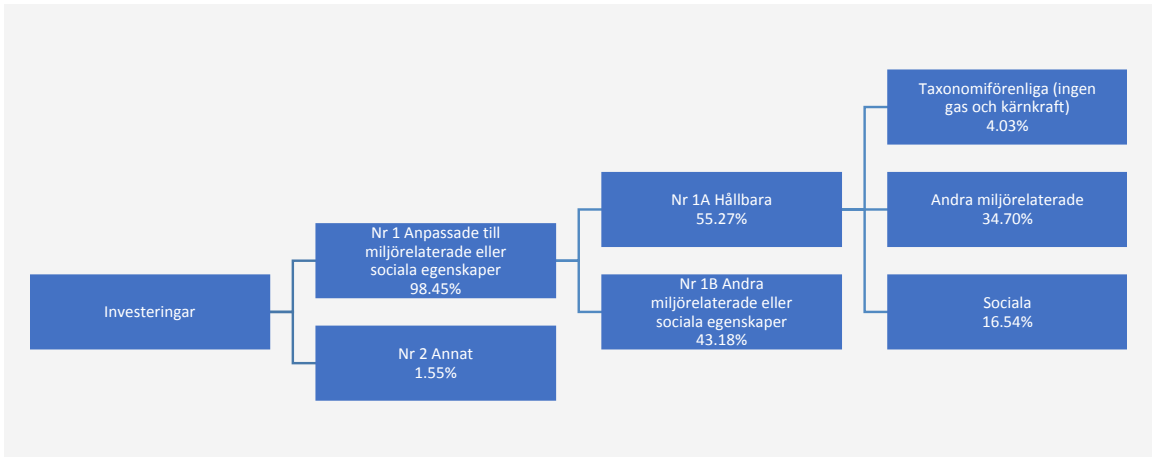 Investeringar
Nr 1 Anpassade till
miljörelaterade eller
sociala egenskaper
98.45%
Nr 2 Annat
1.55%
Nr 1A Hållbara
55.27%
Nr 1B Andra
miljörelaterade eller
sociala egenskaper
43.18%
Taxonomiförenliga (ingen
gas och kärnkraft)
4.03%
Andra miljörelaterade
34.70%
Sociala
16.54%